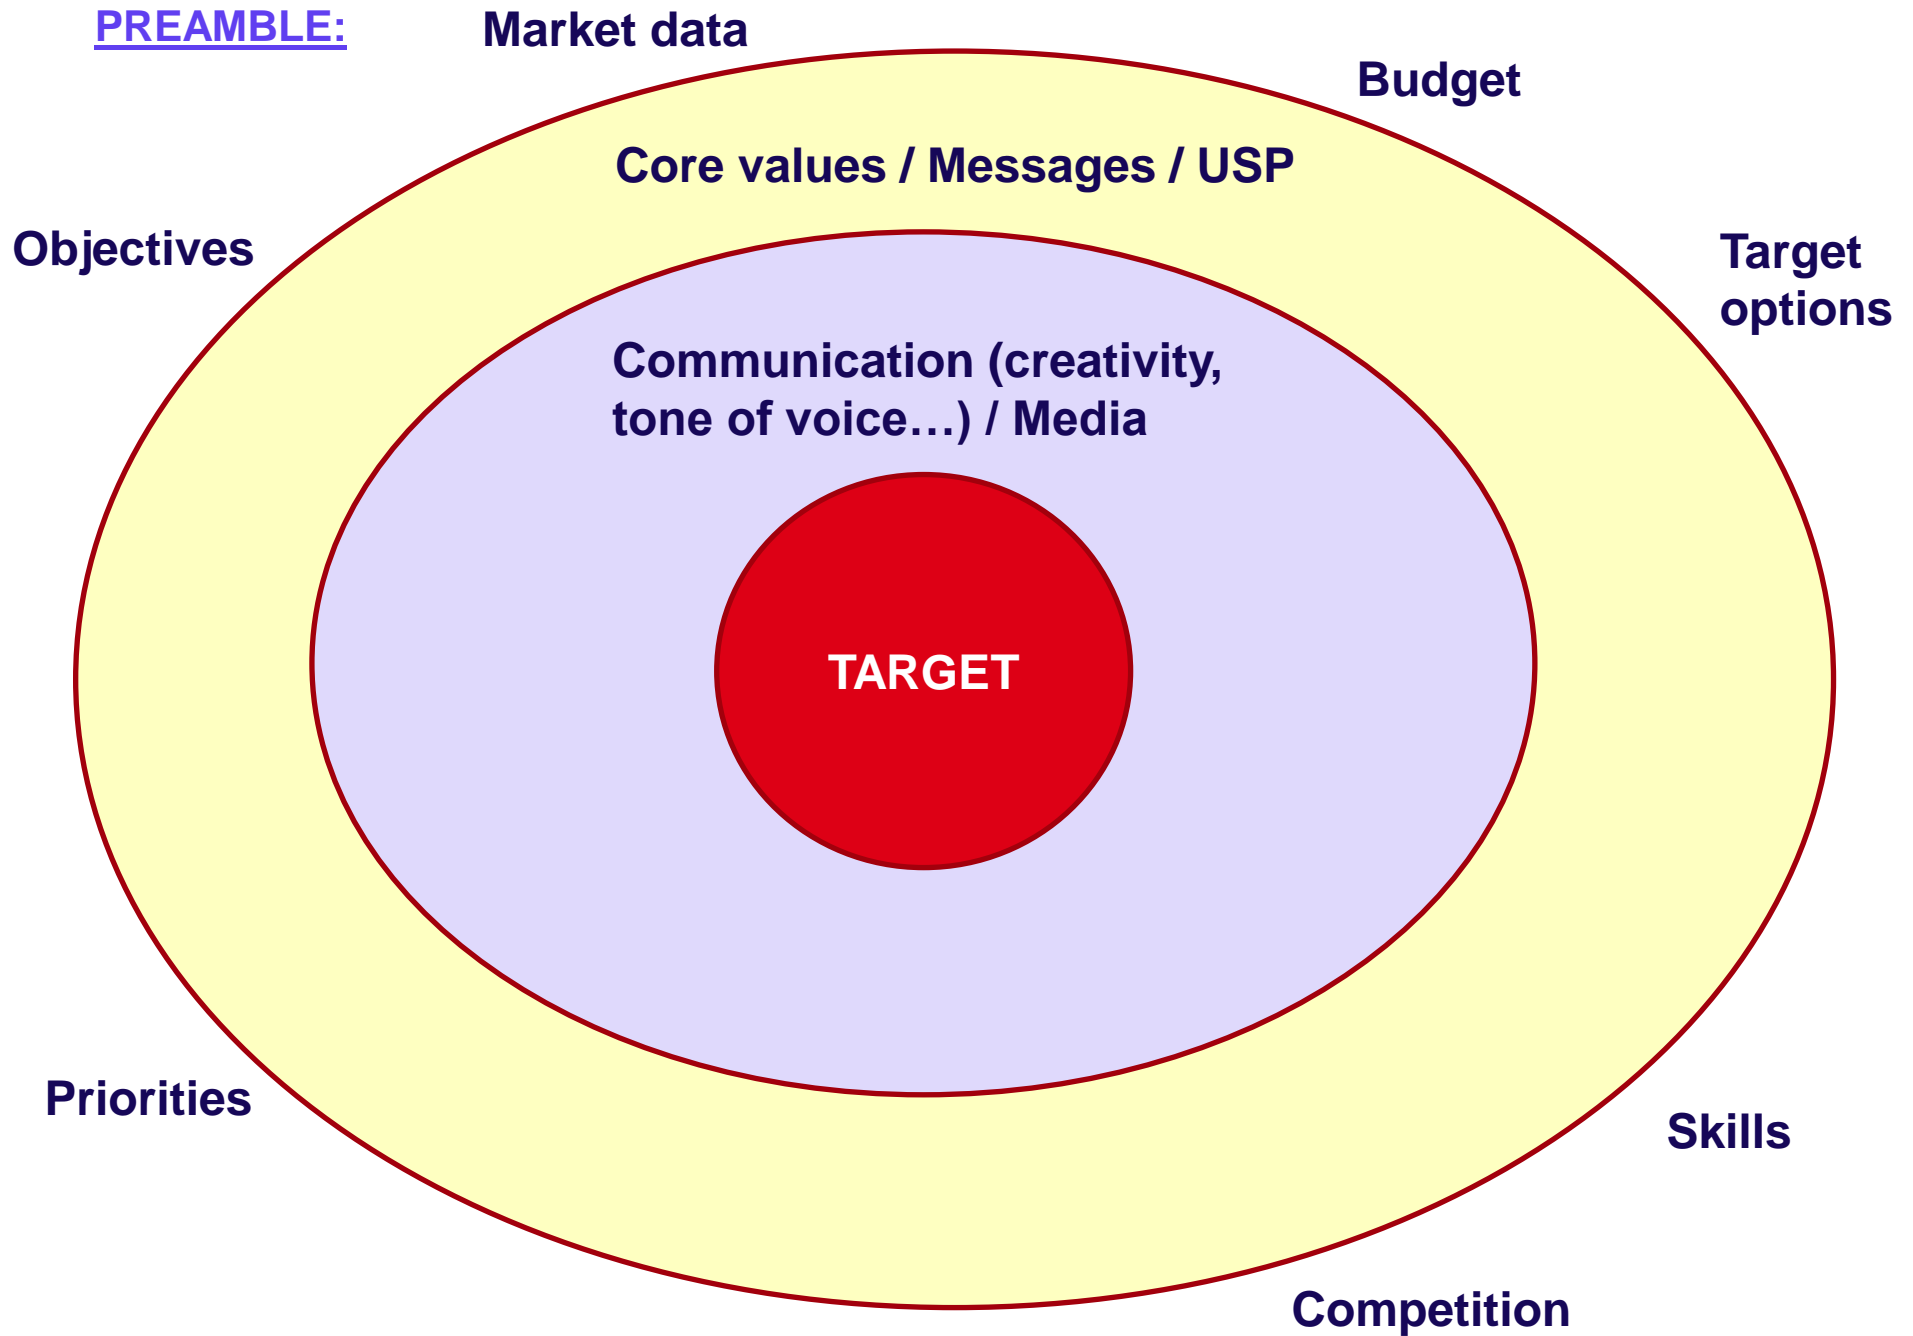 PREAMBLE:
Market data
Budget
Core values / Messages / USP
Objectives
Target
options
Communication (creativity,
tone of voice…) / Media
TARGET
Priorities
Skills
Competition